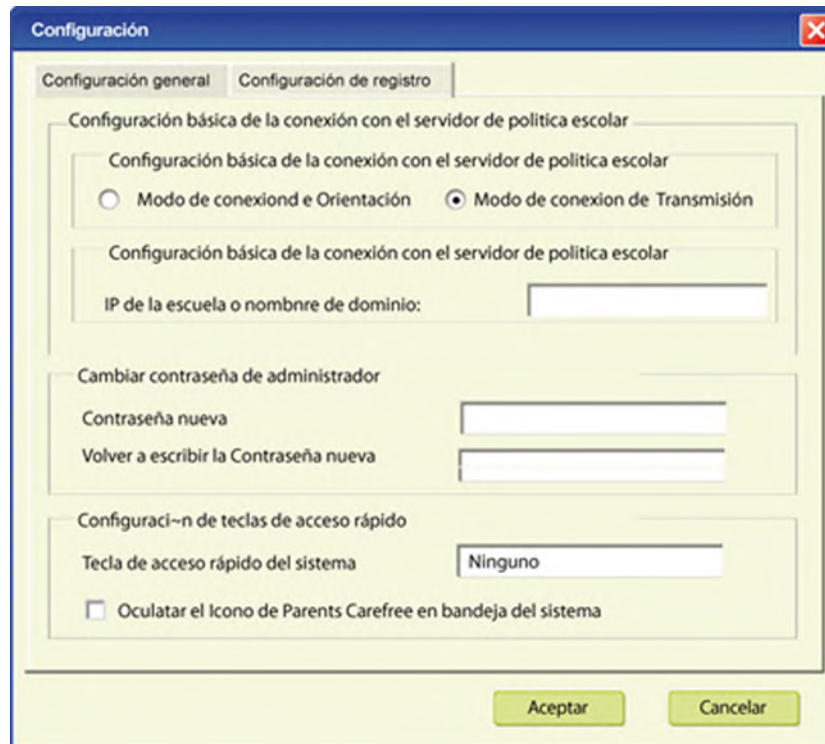 Configuración
Configuración general Configuración de registro
Configuración básica de la conexión con el servidor de politica escolar
Configuración básica de la conexión con el servidor de politica escolar
Modo de conexiond e Orientación Modo de conexion de Transmisión
Configuración básica de la conexión con el servidor de politica escolar
IP de la escuela o nombnre de dominio:
Cambiar contraseña de administrador
Contraseña nueva
Volver a escribir la Contraseña nueva
Configuraci~n de teclas de acceso rápido
Tecla de acceso rápido del sistema Ninguno
Oculatar el Icono de Parents Carefree en bandeja del sistema
Aceptar Cancelar